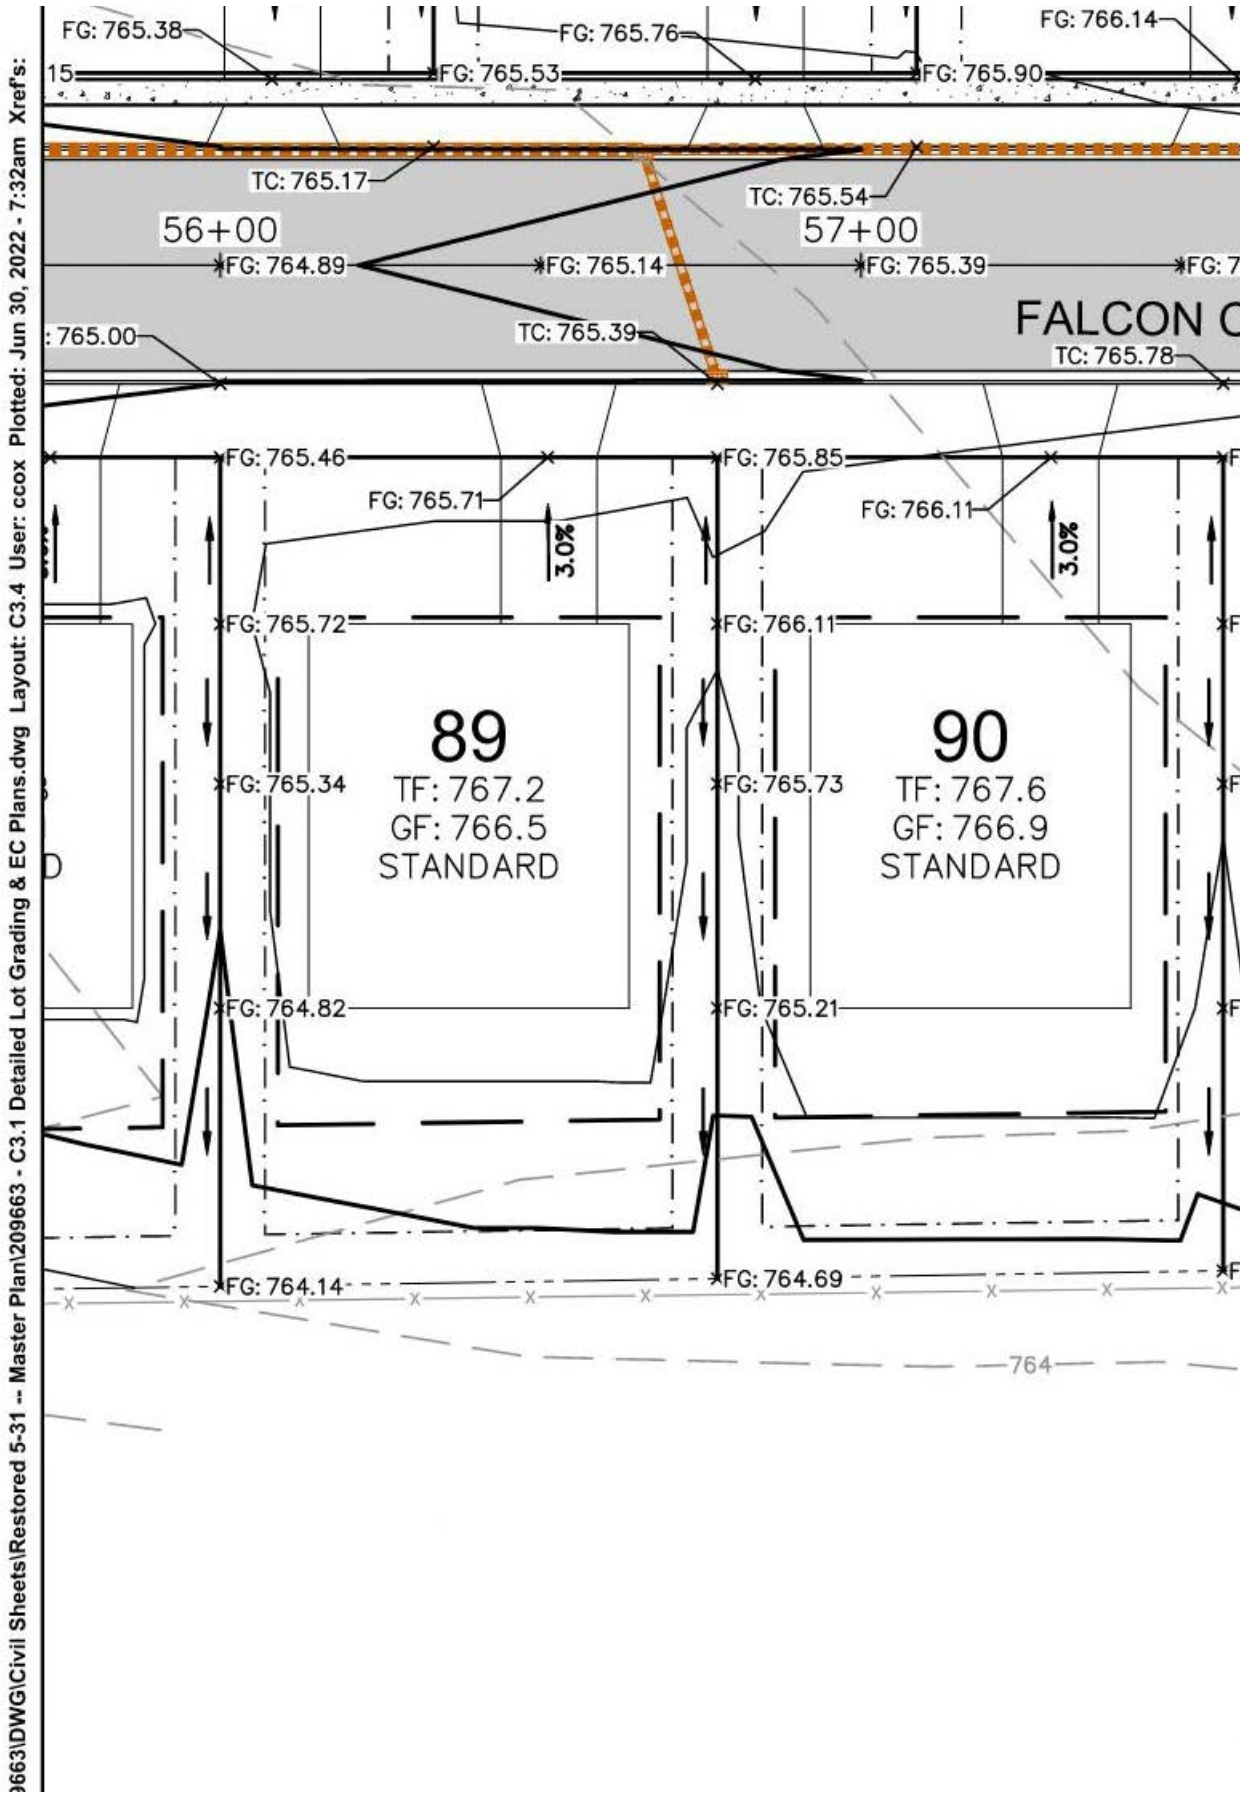 9663\DWG\Civil Sheets\Restored 5-31 -- Master Plan\209663 - C3.1 Detailed Lot Grading & EC Plans.dwg Layout: C3.4 User: ccox Plotted: Jun 30, 2022 - 7:32am Xref's:
FG: 765.38
FG: 765.76
FG: 766.14
15
FG: 765.53
FG: 765.90
TC: 765.17
TC: 765.54
56+00
57+00
FG: 764.89
FG: 765.14
FG: 765.39
FG: 7
FALCON C
: 765.00
TC: 765.39
TC: 765.78
FG: 765.46
FG: 765.85
F
FG: 765.71
FG: 766.11
3.0%
3.0%
FG: 765.72
FG: 766.11
F
89
90
FG: 765.34
TF: 767.2
FG: 765.73
TF: 767.6
F
GF: 766.5
GF: 766.9
D
STANDARD
STANDARD
FG: 764.82
FG: 765.21
F
FG: 764.14
FG: 764.69
F
764